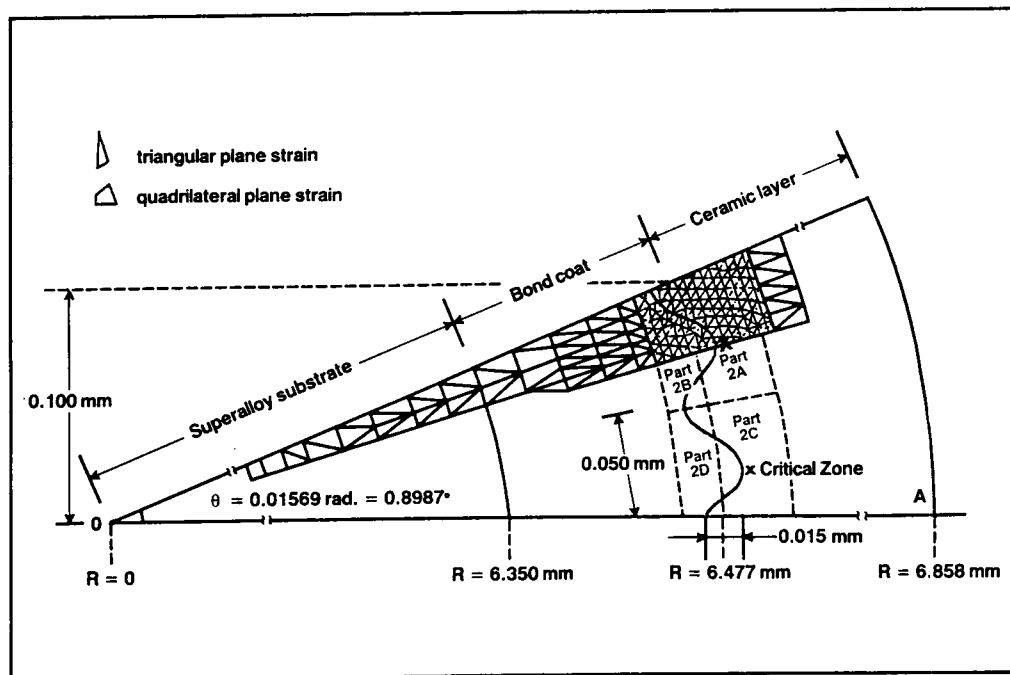 triangular plane strain
quadrilateral plane strain
Ceramic layer
Bond coat
Superalloy substrate
0.100 mm
Part 2B
Part 2A
Part 2C
0.050 mm
Part 2D
x Critical Zone
θ = 0.01569 rad. = 0.8987°
A
0
0.015 mm
R = 0
R = 6.350 mm
R = 6.477 mm
R = 6.858 mm